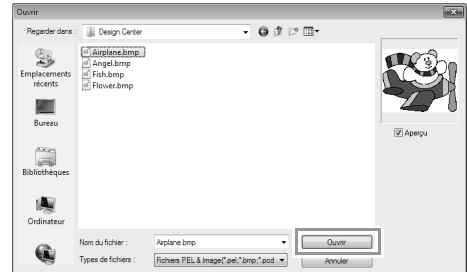 Ouvrir
Regarder dans :
Design Center
Emplacements
récents
Bureau
Bibliothèques
Ordinateur
Airplane.bmp
Angel.bmp
Fish.bmp
Flower.bmp
Aperçu
Nom du fichier :
Airplane.bmp
Ouvrir
Types de fichiers :
Fichiers PEL & Image(*.pel;*.bmp;*.pcd
Annuler